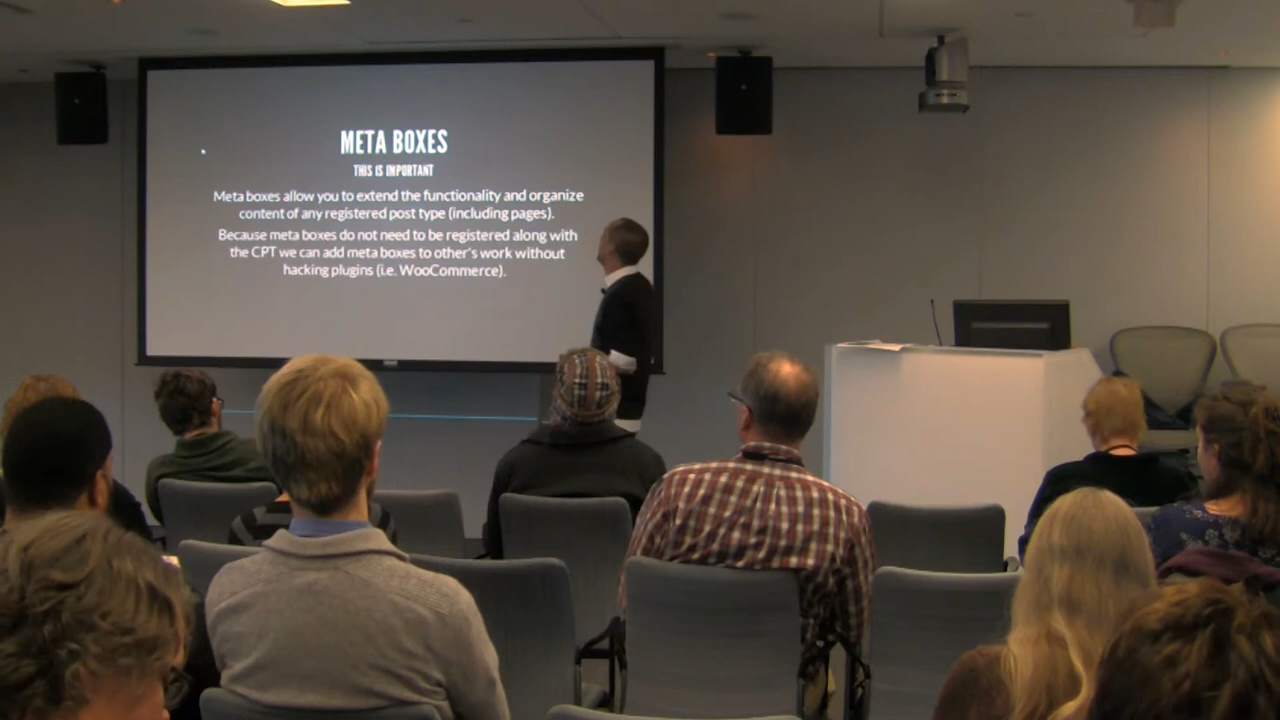 META BOXES
THIS IS IMPORTANT
Meta boxes allow you to extend the functionality and organize
content of any registered post type (including pages).
Because meta boxes do not need to be registered along with
the CPT we can add meta boxes to other's work without
hacking plugins (i.e. WooCommerce).